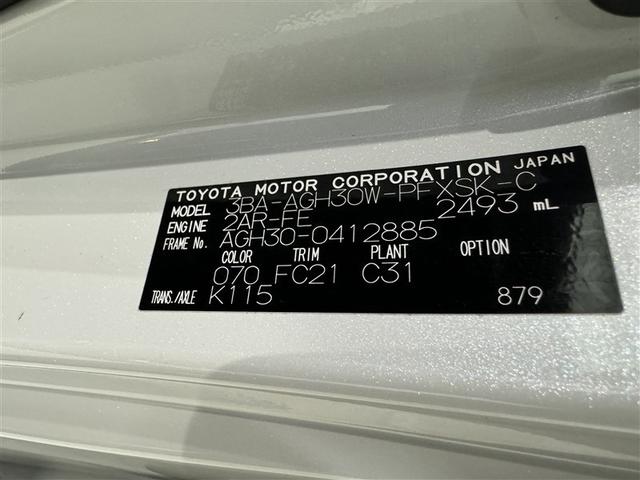 TOYOTA MOTOR CORPORATION JAPAN
MODEL 3BA-AGH30W-PFXSK-C
ENGINE 2AR-FE 2493 mL
FRAME No. AGH30-0412885
COLOR TRIM PLANT OPTION
070 FC21 C31
TRANS./AXLE K115 879